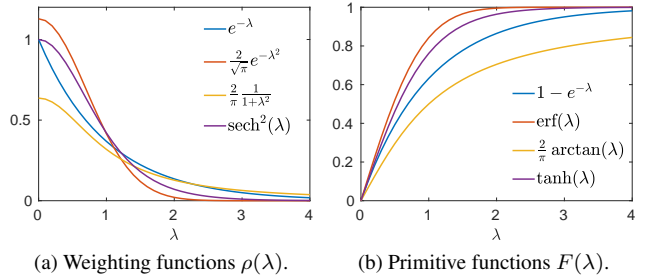 1
0.5
0
0 1 2 3 4
λ
e^{-λ}
\frac{2}{\sqrt{π}} e^{-λ^2}
\frac{2}{π} \frac{1}{1+λ^2}
sech^2(λ)
(a) Weighting functions ρ(λ).
1
0.8
0.6
0.4
0.2
0
0 1 2 3 4
λ
1 − e^{-λ}
erf(λ)
\frac{2}{π} arctan(λ)
tanh(λ)
(b) Primitive functions F(λ).